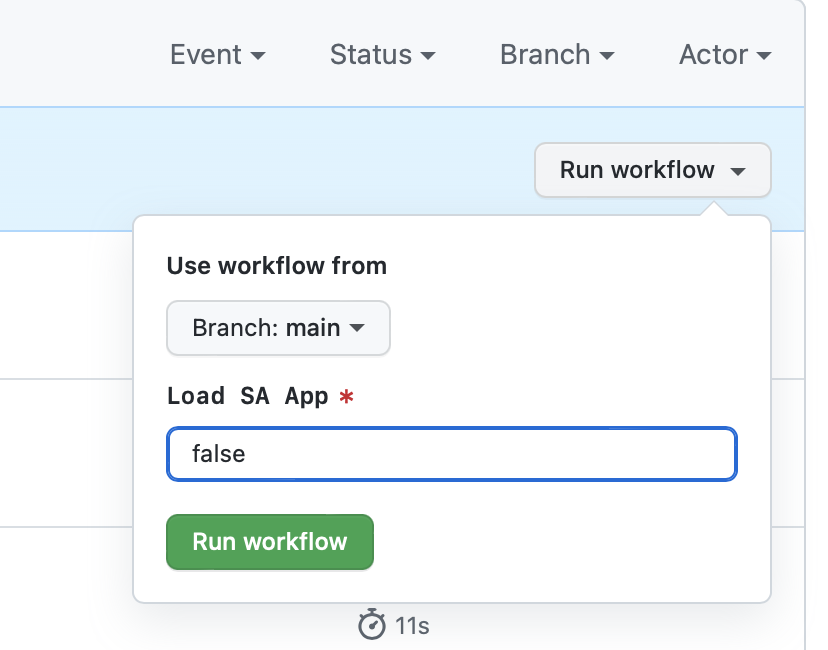 Event Status Branch Actor
Run workflow
Use workflow from
Branch: main
Load SA App *
false
Run workflow
11s